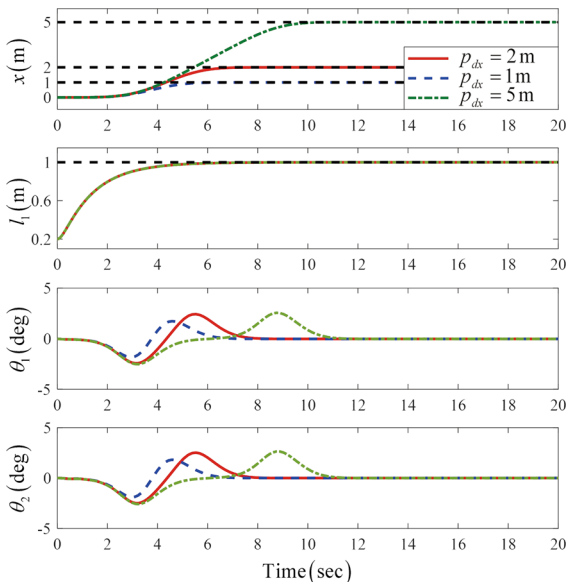 x(m)
5
2
1
0
p_dx = 2 m
p_dx = 1 m
p_dx = 5 m
0 2 4 6 8 10 12 14 16 18 20
l_1(m)
1
0.6
0.2
0 2 4 6 8 10 12 14 16 18 20
θ_1(deg)
5
0
-5
0 2 4 6 8 10 12 14 16 18 20
θ_2(deg)
5
0
-5
0 2 4 6 8 10 12 14 16 18 20
Time(sec)